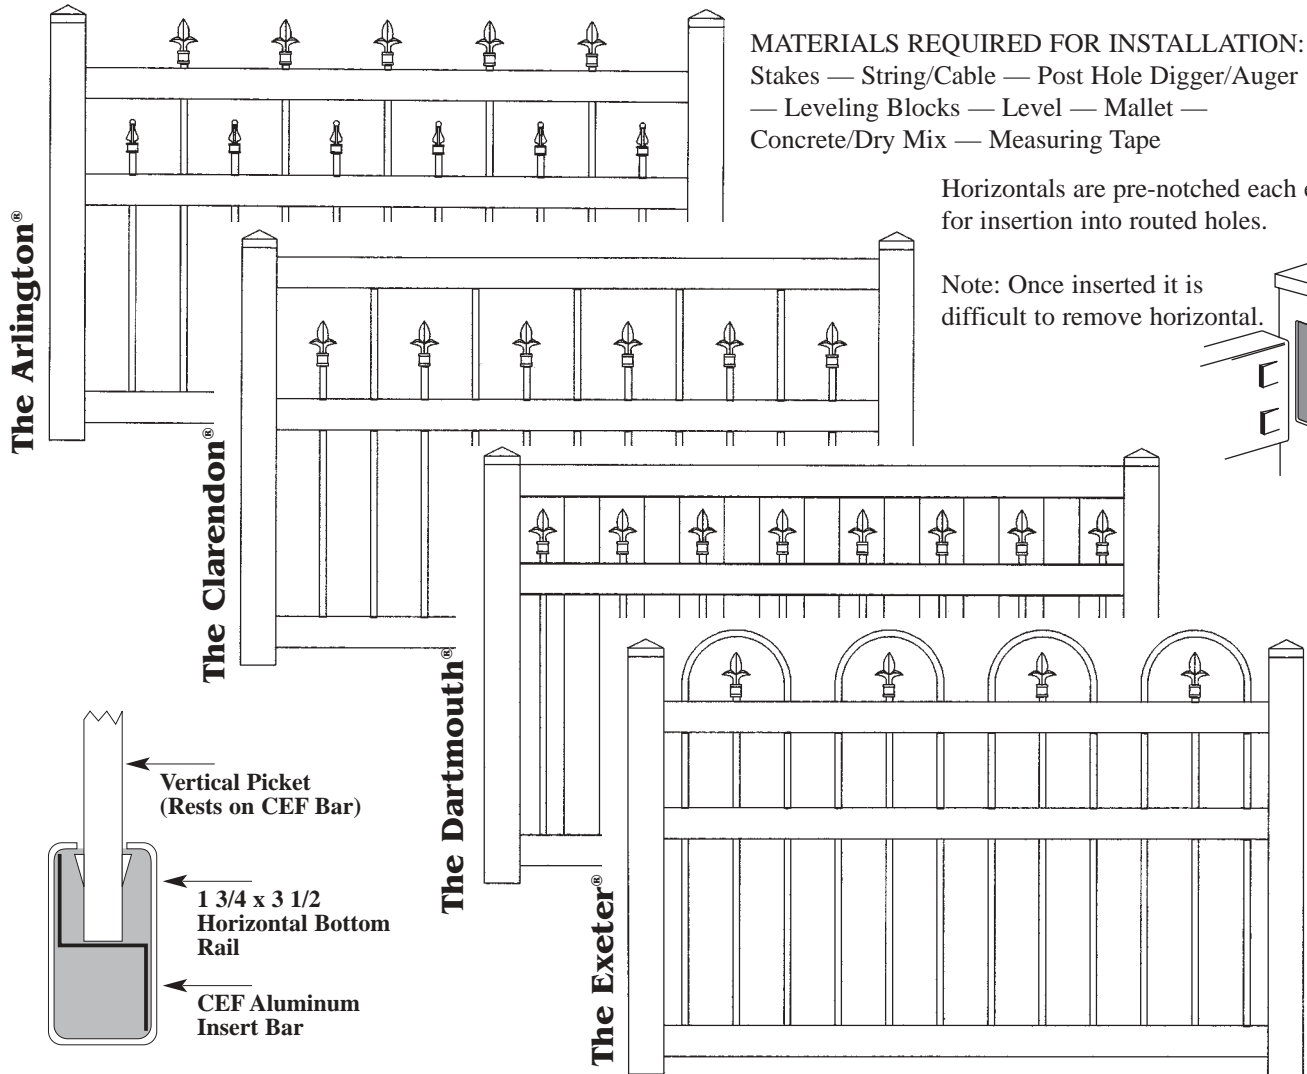 MATERIALS REQUIRED FOR INSTALLATION:
Stakes — String/Cable — Post Hole Digger/Auger
— Leveling Blocks — Level — Mallet —
Concrete/Dry Mix — Measuring Tape
Horizontals are pre-notched each
for insertion into routed holes.
Note: Once inserted it is
difficult to remove horizontal.
The Arlington®
The Clarendon®
The Dartmouth®
The Exeter®
Vertical Picket
(Rests on CEF Bar)
1 3/4 x 3 1/2
Horizontal Bottom
Rail
CEF Aluminum
Insert Bar